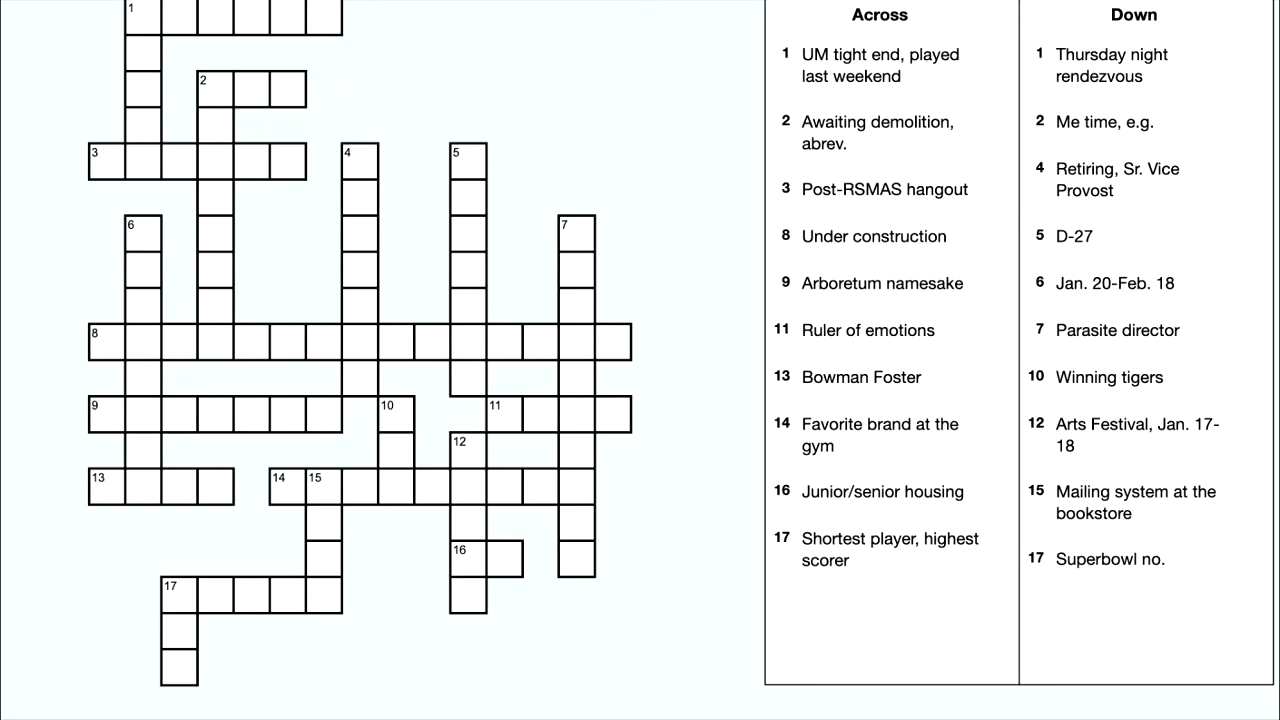 1
2
3
4
5
6
7
8
9
10
11
12
13
14
15
16
17
Across
1 UM tight end, played
last weekend
2 Awaiting demolition,
abrev.
3 Post-RSMAS hangout
8 Under construction
9 Arboretum namesake
11 Ruler of emotions
13 Bowman Foster
14 Favorite brand at the
gym
16 Junior/senior housing
17 Shortest player, highest
scorer
Down
1 Thursday night
rendezvous
2 Me time, e.g.
4 Retiring, Sr. Vice
Provost
5 D-27
6 Jan. 20-Feb. 18
7 Parasite director
10 Winning tigers
12 Arts Festival, Jan. 17-
18
15 Mailing system at the
bookstore
17 Superbowl no.